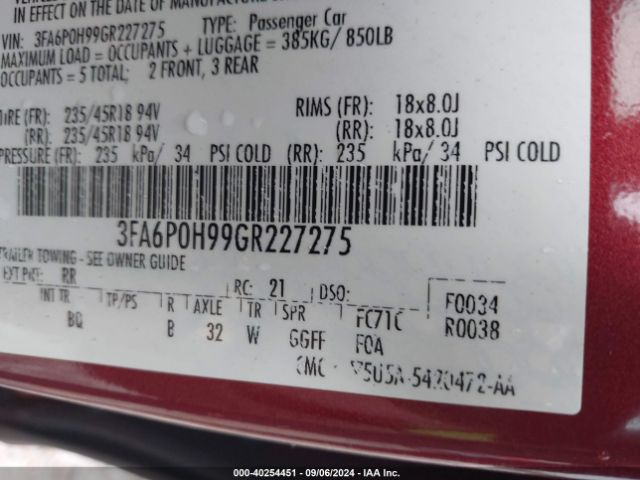 IN EFFECT ON THE DATE OF MANUFACTURE
VIN: 3FA6P0H99GR227275 TYPE: Passenger Car
MAXIMUM LOAD = OCCUPANTS + LUGGAGE = 385KG/ 850LB
OCCUPANTS = 5 TOTAL; 2 FRONT, 3 REAR
TIRE (FR): 235/45R18 94V RIMS (FR): 18x8.0J
(RR): 235/45R18 94V (RR): 18x8.0J
PRESSURE (FR): 235 kPa/ 34 PSI COLD (RR): 235 kPa/ 34 PSI COLD
3FA6P0H99GR227275
TRAILER TOWING - SEE OWNER GUIDE
EXT PNT: RR RC: 21 DSO:
INT TR TP/PS R AXLE TR SPR FC71C F0034
BQ B 32 W GGFF FOA R0038
000-40254451 - 09/06/2024 - IAA Inc.